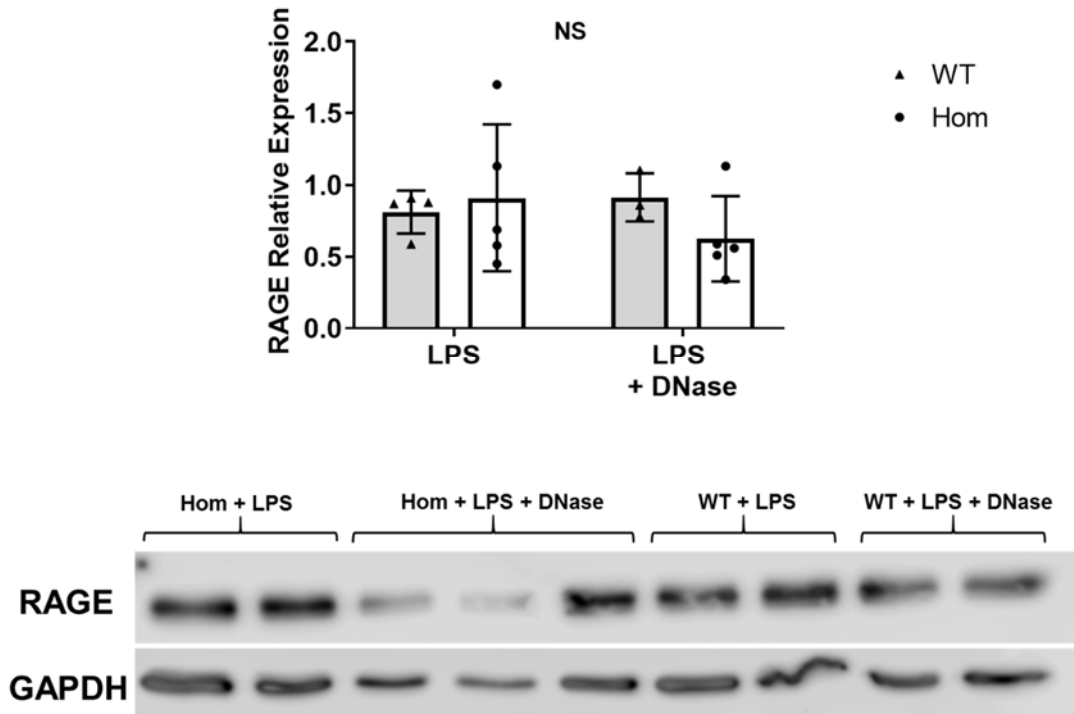 NS
RAGE Relative Expression
2.0
1.5
1.0
0.5
0.0
WT
Hom
LPS
LPS
+ DNase
Hom + LPS
Hom + LPS + DNase
WT + LPS
WT + LPS + DNase
RAGE
GAPDH